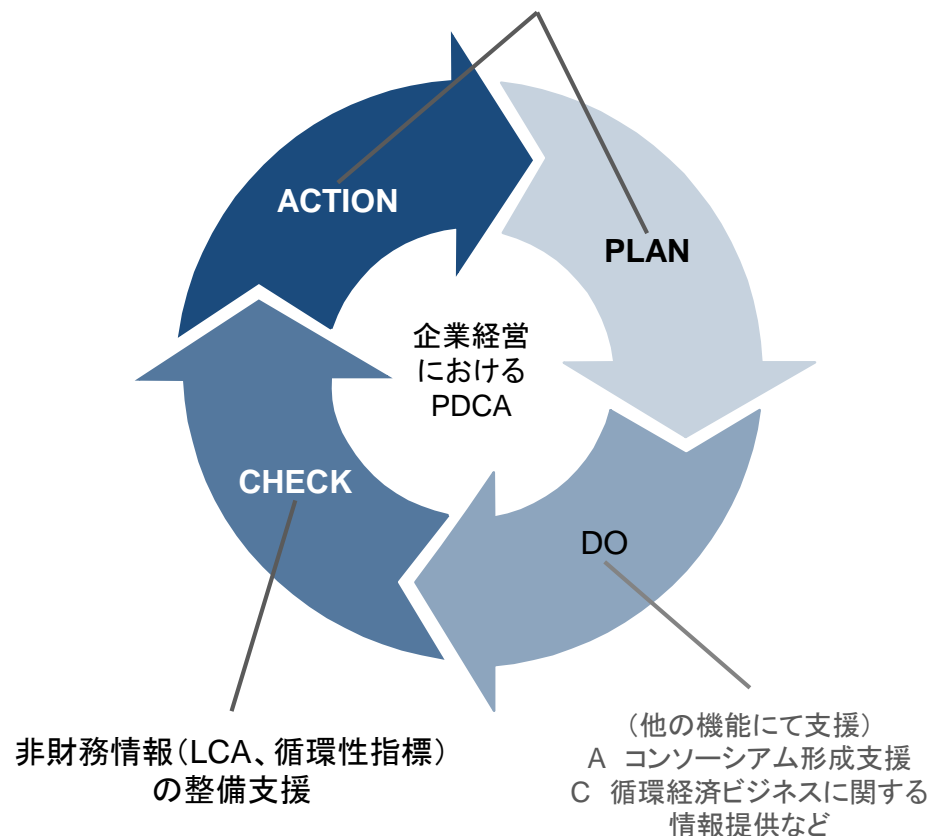 ACTION
PLAN
企業経営
における
PDCA
CHECK
DO
非財務情報（LCA、循環性指標）
の整備支援
（他の機能にて支援）
A　コンソーシアム形成支援
C　循環経済ビジネスに関する
情報提供など